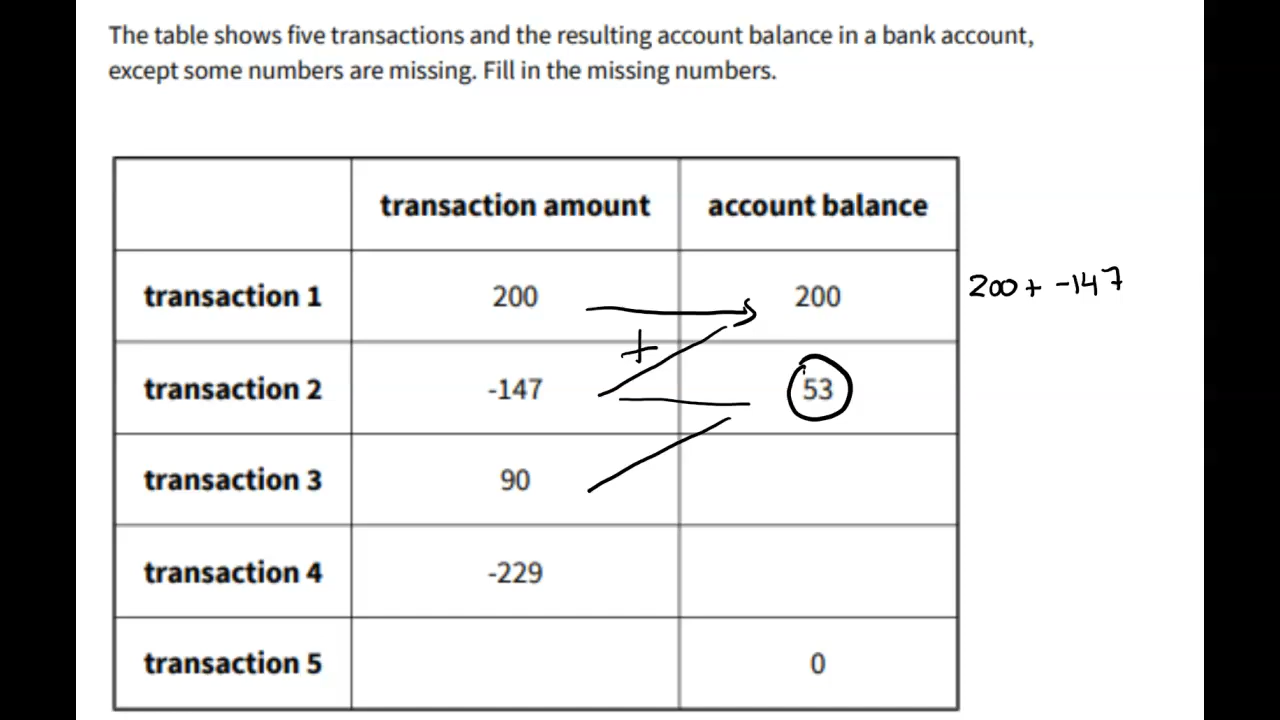 The table shows five transactions and the resulting account balance in a bank account,
except some numbers are missing. Fill in the missing numbers.
transaction amount account balance
transaction 1 200 200 200 + -147
+
transaction 2 -147 53
transaction 3 90
transaction 4 -229
transaction 5 0